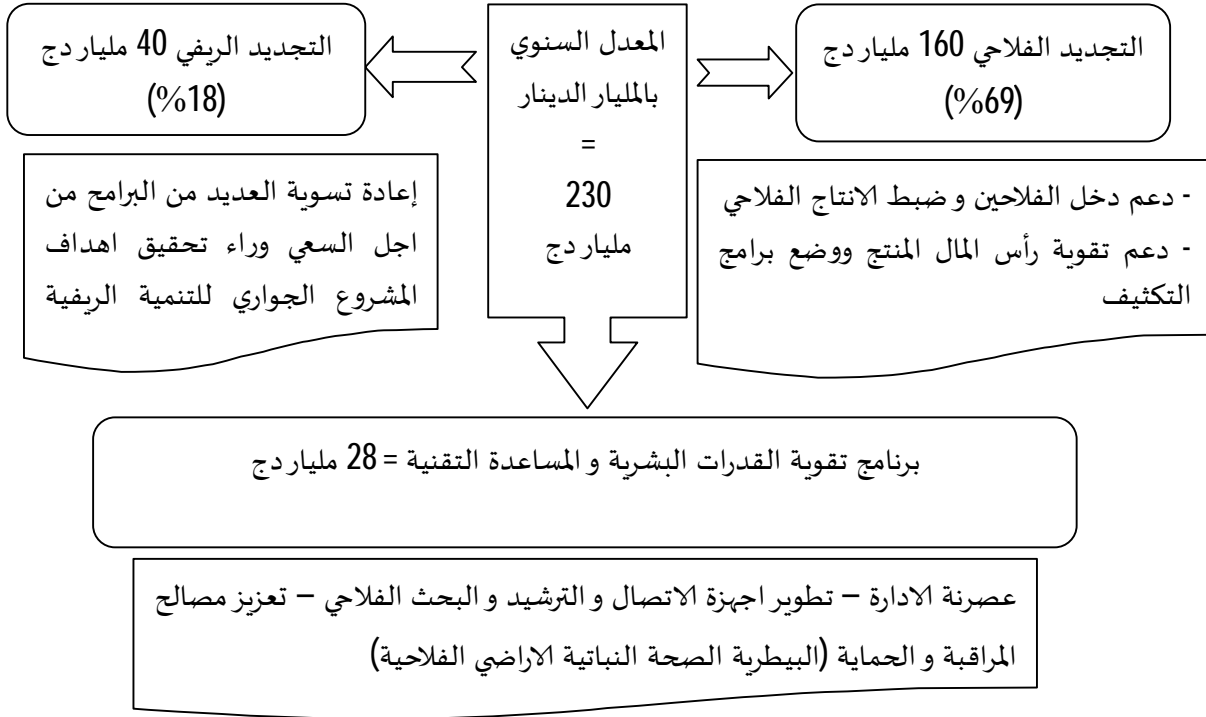 التجديد الفلاحي 160 مليار دج
(%69)
المعدل السنوي
بالمليار الدينار
=
230
مليار دج
التجديد الريفي 40 مليار دج
(%18)
- دعم دخل الفلاحين و ضبط الانتاج الفلاحي
- دعم تقوية رأس المال المنتج ووضع برامج
التكثيف
إعادة تسوية العديد من البرامج من
اجل السعي وراء تحقيق اهداف
المشروع الجواري للتنمية الريفية
برنامج تقوية القدرات البشرية و المساعدة التقنية = 28 مليار دج
عصرنة الادارة – تطوير اجهزة الاتصال و الترشيد و البحث الفلاحي – تعزيز مصالح
المراقبة و الحماية (البيطرية الصحة النباتية الاراضي الفلاحية)